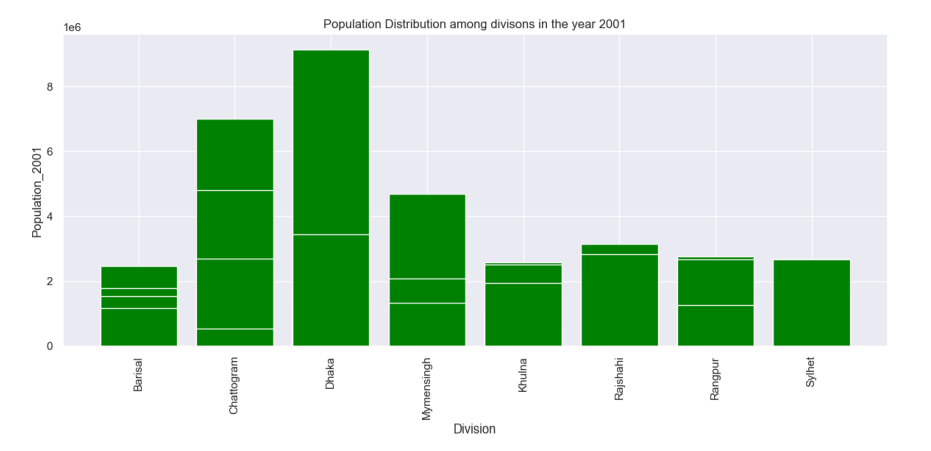 Population Distribution among divisons in the year 2001
1e6
8
6
4
2
0
Population_2001
Barisal
Chattogram
Dhaka
Mymensingh
Khulna
Rajshahi
Rangpur
Sylhet
Division